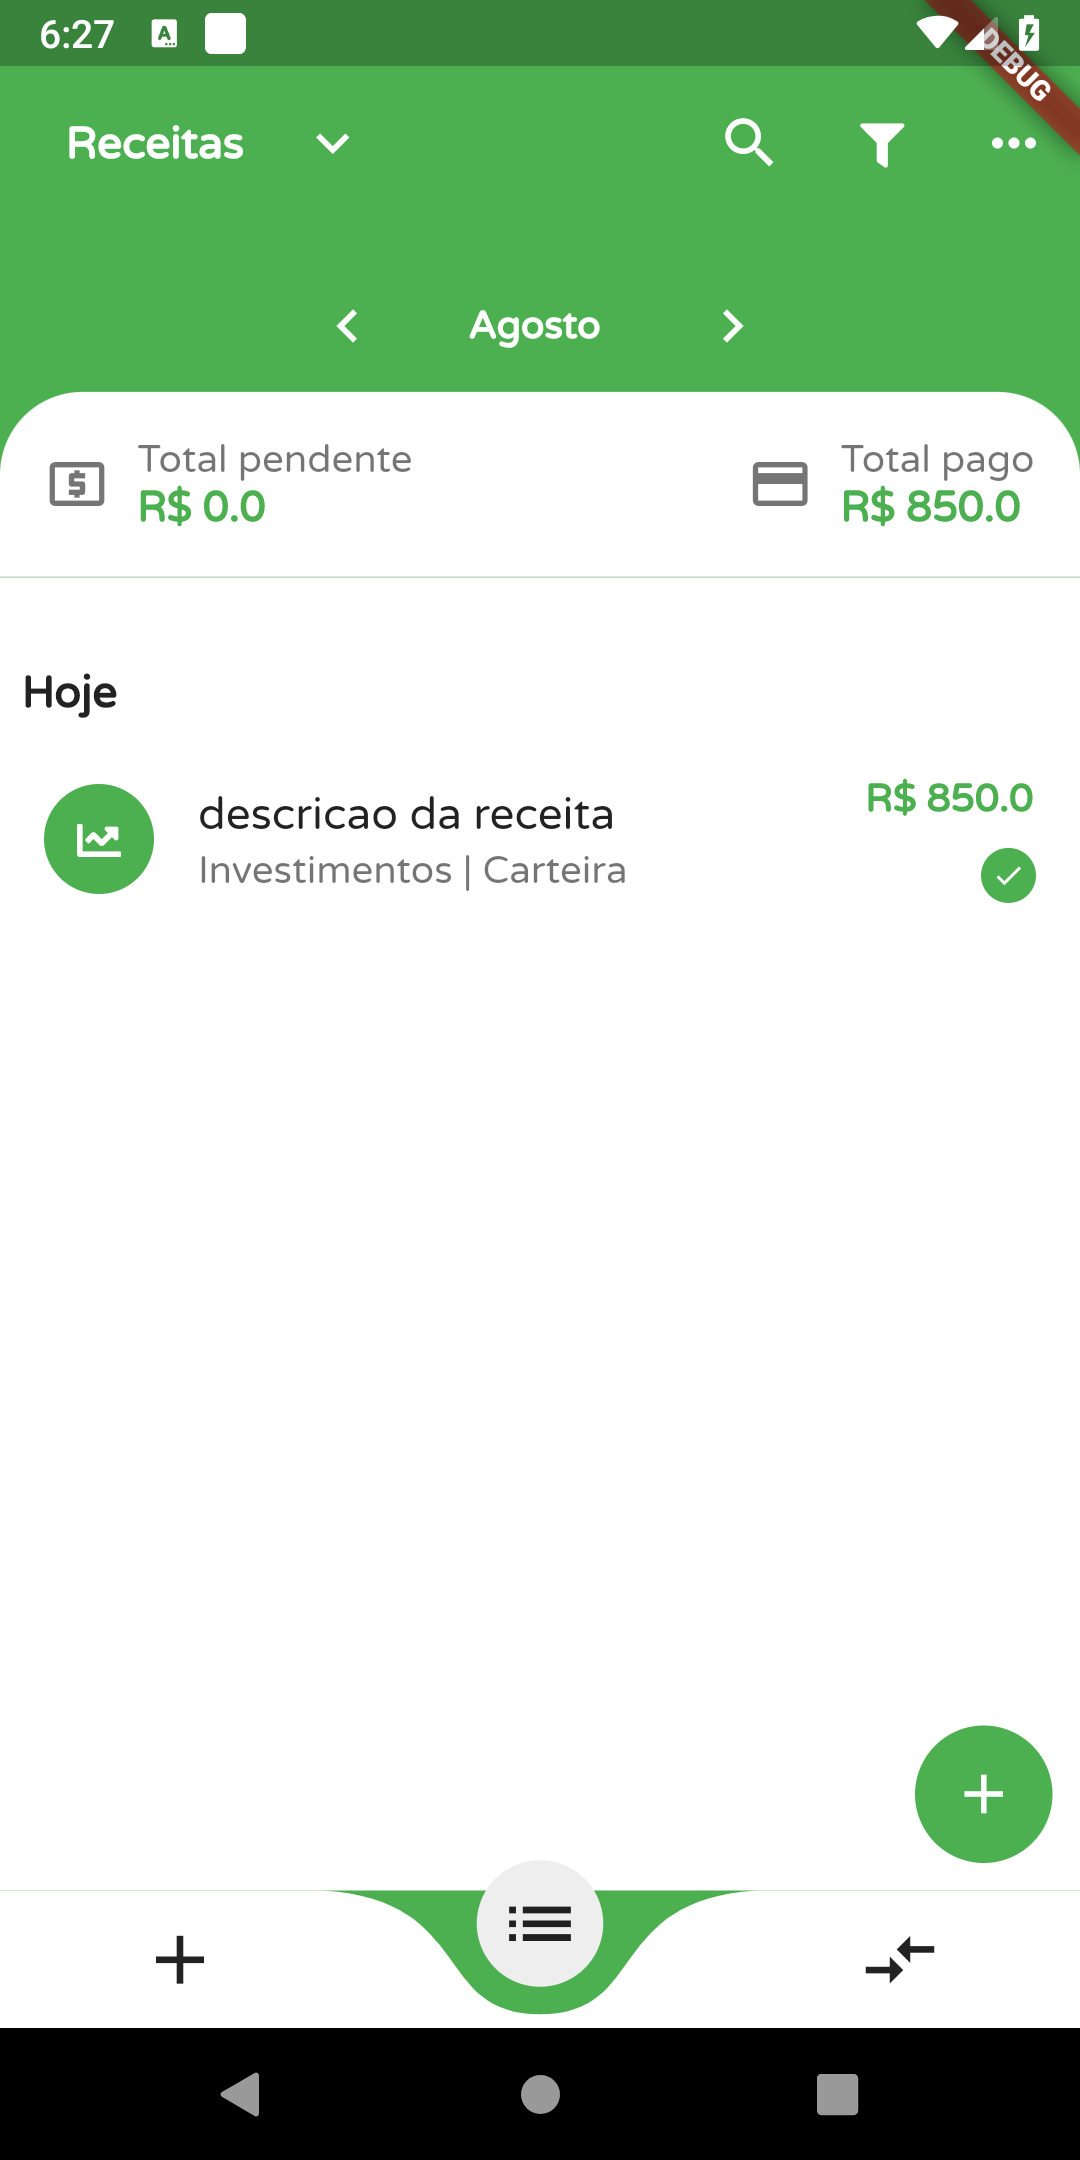 6:27
DEBUG
Receitas
Agosto
Total pendente
R$ 0.0
Total pago
R$ 850.0
Hoje
descricao da receita
R$ 850.0
Investimentos | Carteira